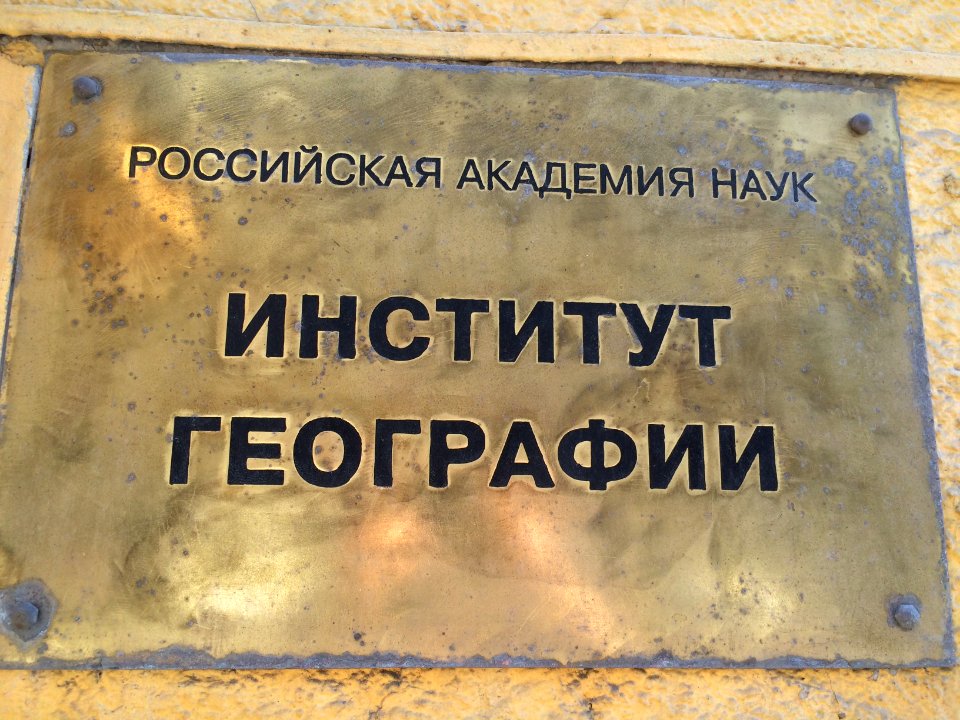 РОССИЙСКАЯ АКАДЕМИЯ НАУК
ИНСТИТУТ
ГЕОГРАФИИ